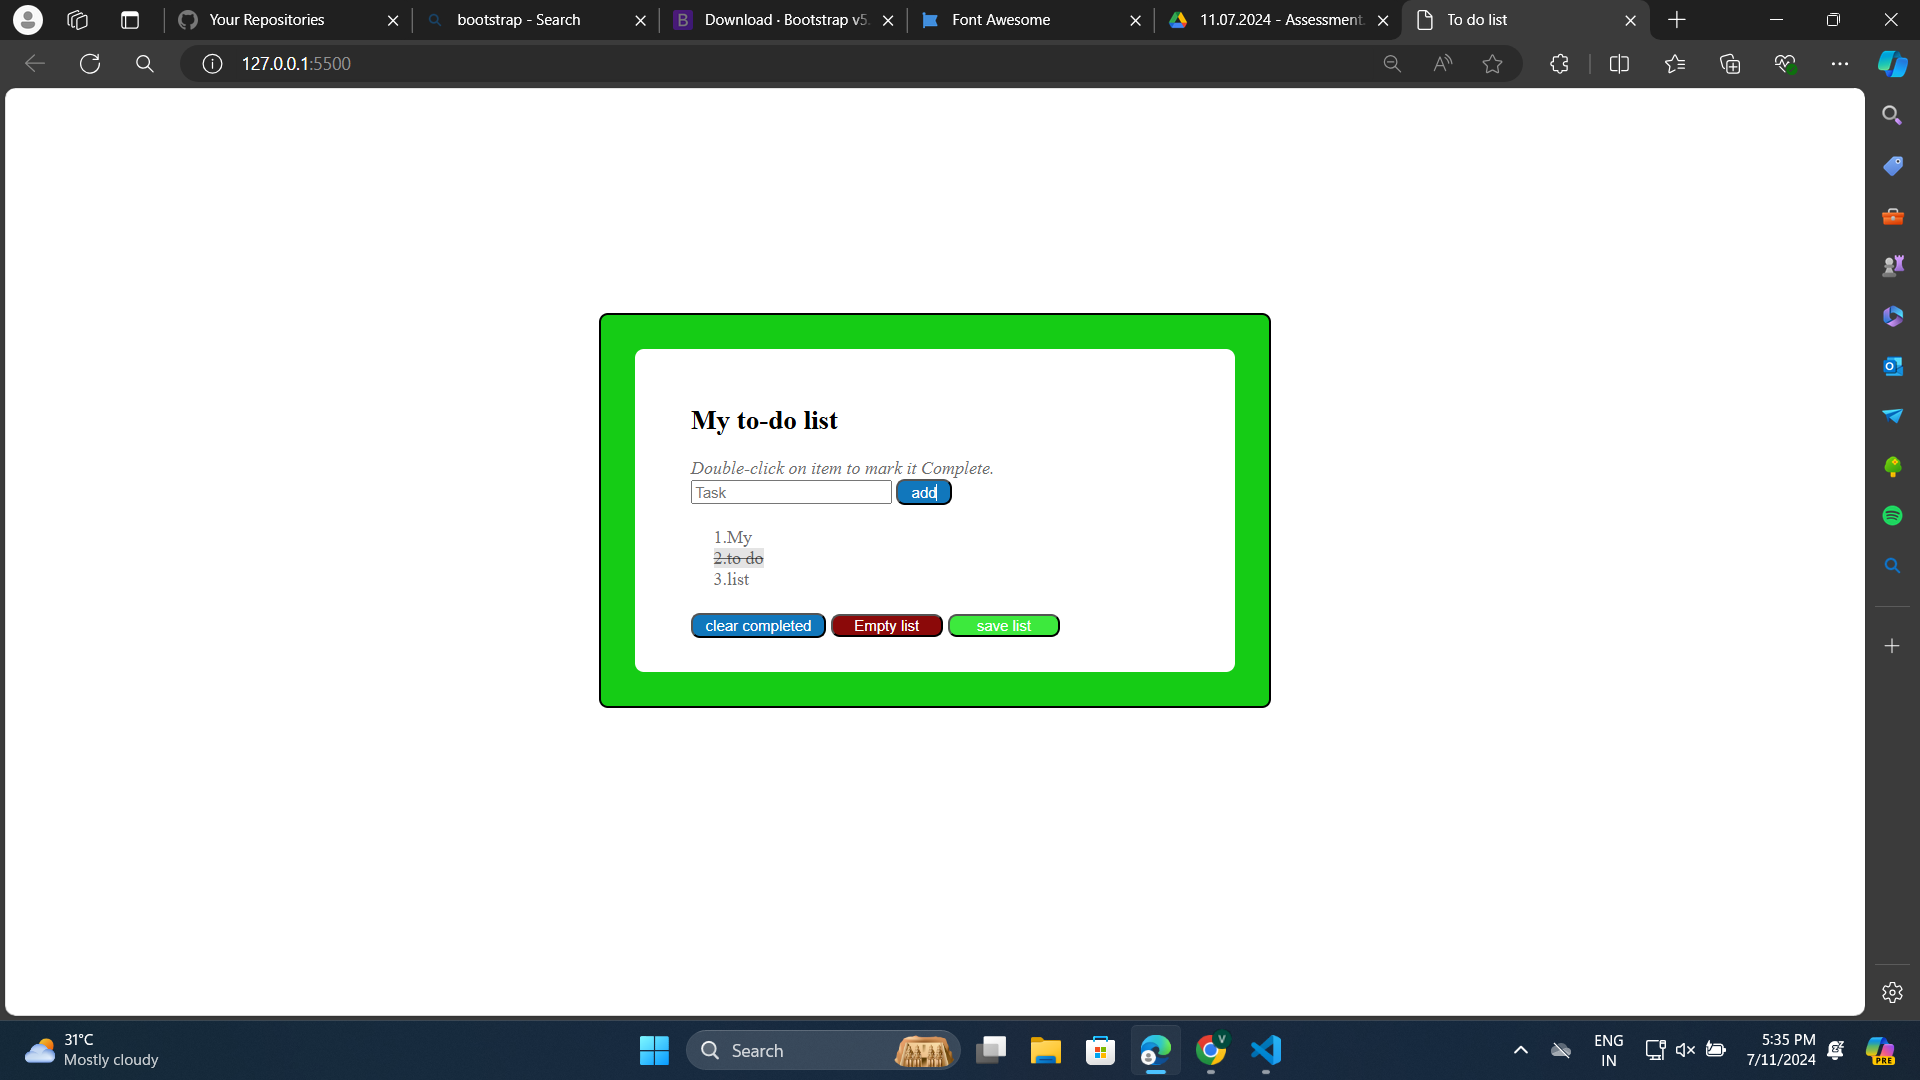 Your Repositories
bootstrap - Search
Download · Bootstrap v5.
Font Awesome
11.07.2024 - Assessment.
To do list
127.0.0.1:5500
My to-do list
Double-click on item to mark it Complete.
Task
add
1.My
2.to do
3.list
clear completed
Empty list
save list
31°C
Mostly cloudy
Search
V
ENG
IN
5:35 PM
7/11/2024
PRE